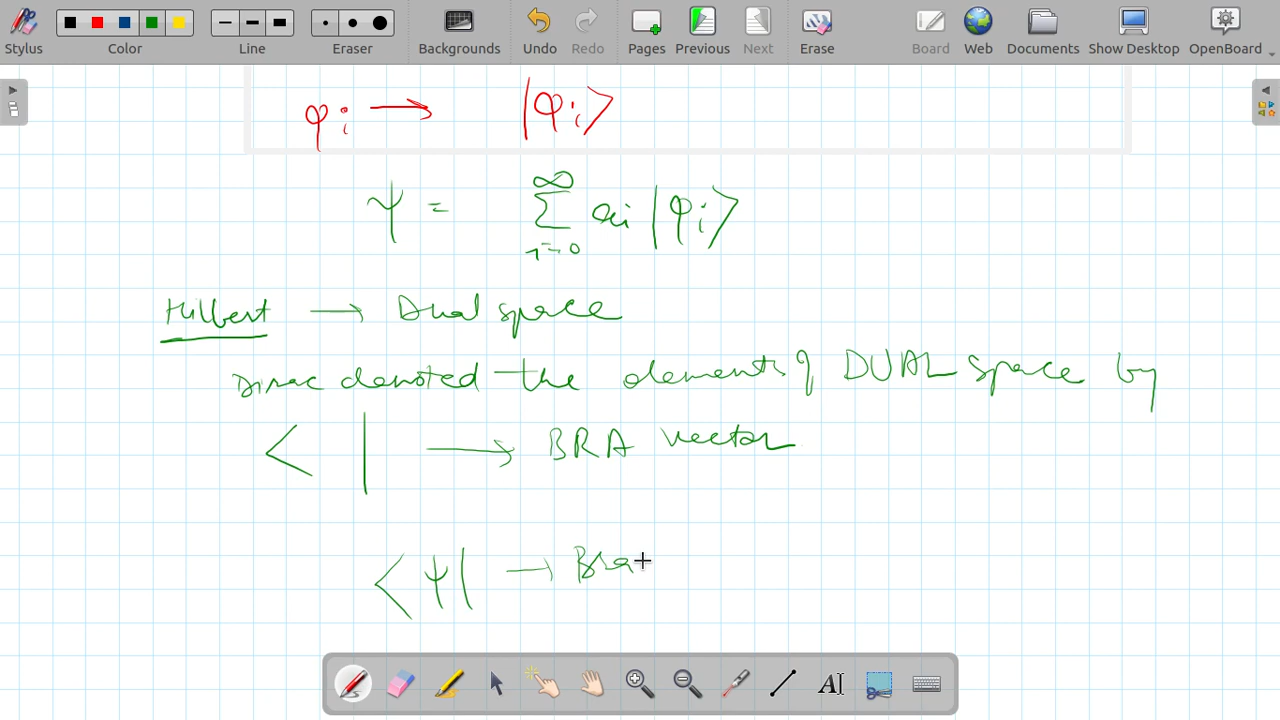 Stylus Color Line Eraser Backgrounds Undo Redo Pages Previous Next Erase Board Web Documents Show Desktop OpenBoard
φi → |φi⟩
ψ = ∞ Σ i=0 ai |φi⟩
Hilbert → Dual space
Dirac denoted the elements of DUAL space by
< | → BRA vector
<ψ| → Bra